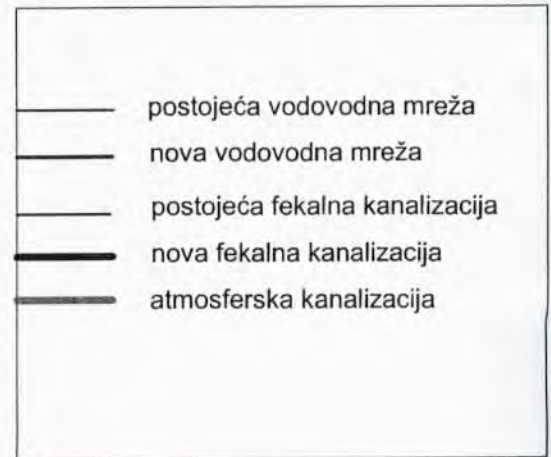 postojeća vodovodna mreža
nova vodovodna mreža
postojeća fekalna kanalizacija
nova fekalna kanalizacija
atmosferska kanalizacija